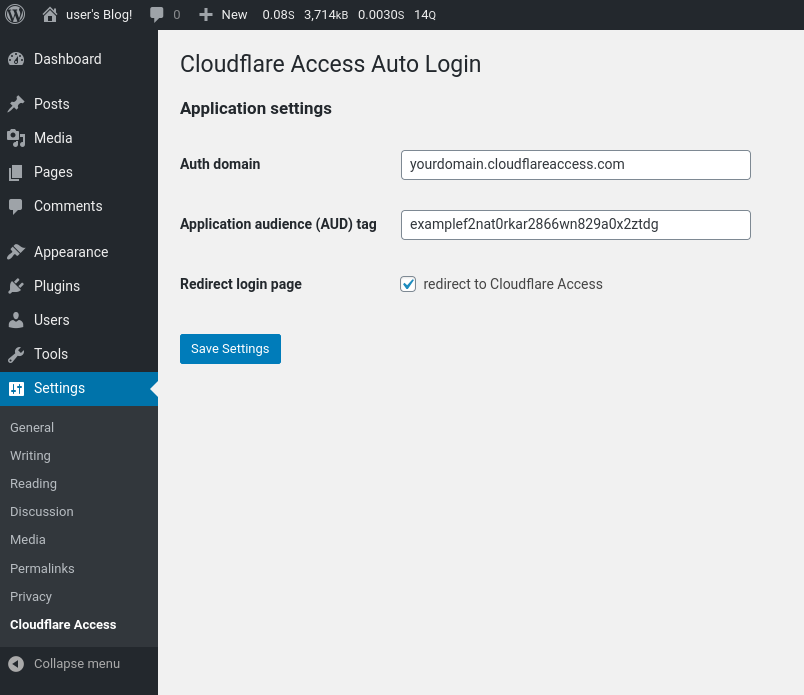 user's Blog! 0 New 0.08S 3,714kB 0.0030S 14Q
Dashboard
Posts
Media
Pages
Comments
Appearance
Plugins
Users
Tools
Settings
General
Writing
Reading
Discussion
Media
Permalinks
Privacy
Cloudflare Access
Collapse menu
Cloudflare Access Auto Login
Application settings
Auth domain yourdomain.cloudflareaccess.com
Application audience (AUD) tag examplef2nat0rkar2866wn829a0x2ztdg
Redirect login page redirect to Cloudflare Access
Save Settings